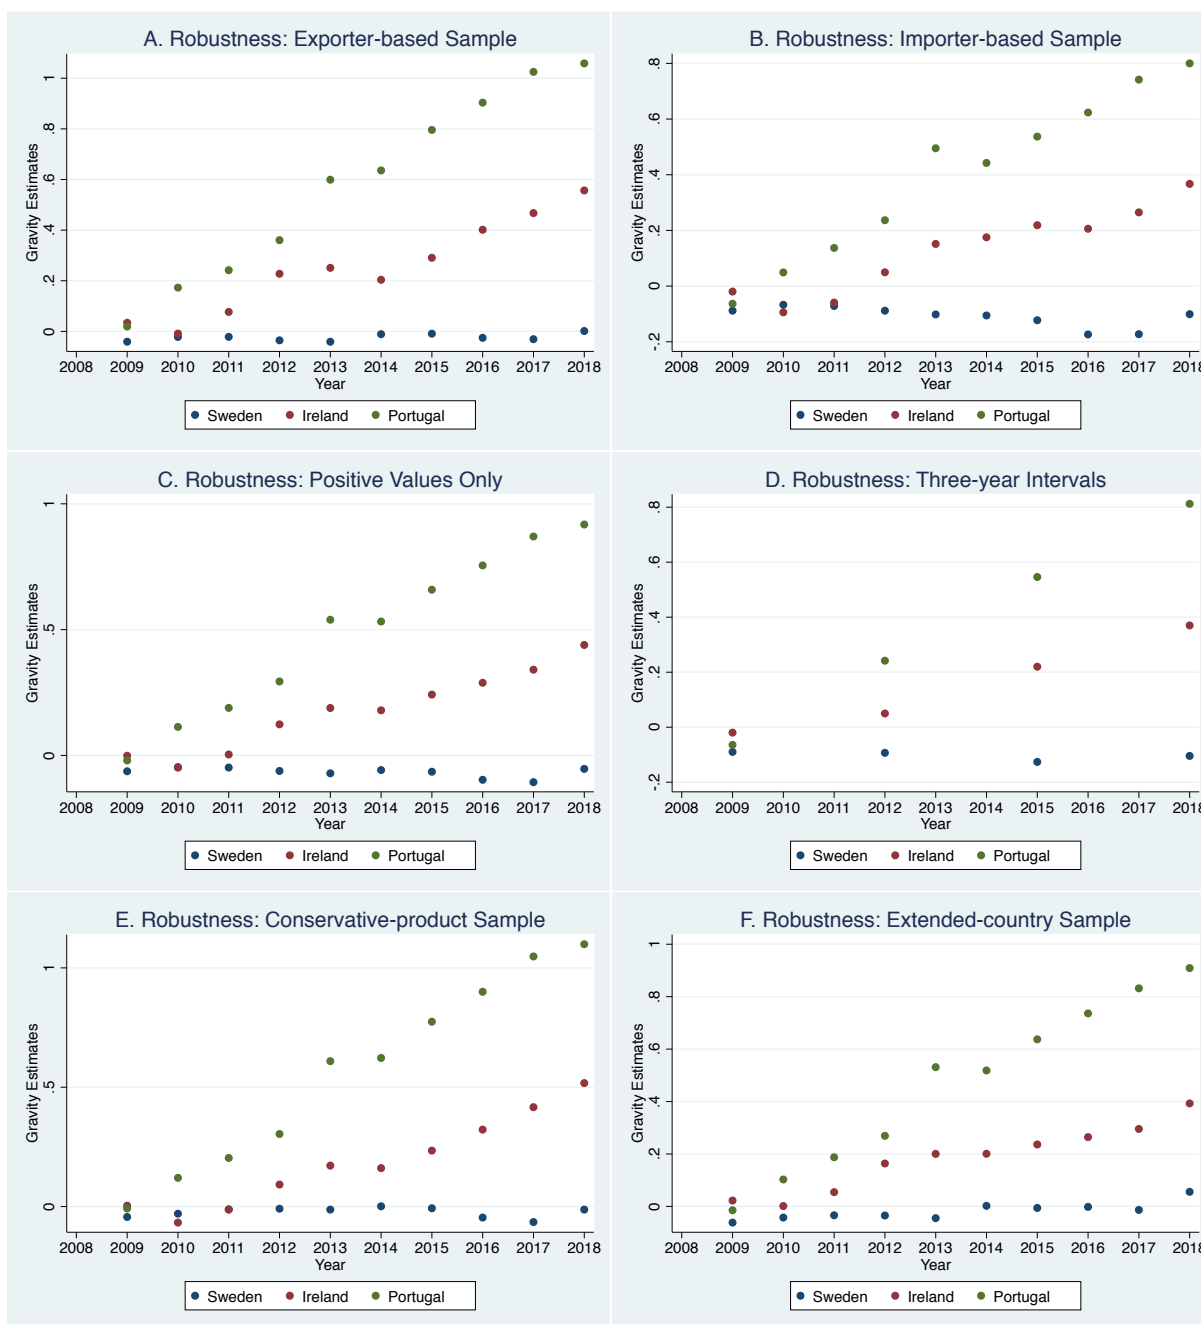 A. Robustness: Exporter-based Sample
Gravity Estimates
1
.8
.6
.4
.2
0
2008 2009 2010 2011 2012 2013 2014 2015 2016 2017 2018
Year
Sweden Ireland Portugal
B. Robustness: Importer-based Sample
Gravity Estimates
.8
.6
.4
.2
0
-.2
2008 2009 2010 2011 2012 2013 2014 2015 2016 2017 2018
Year
Sweden Ireland Portugal
C. Robustness: Positive Values Only
Gravity Estimates
1
.5
0
2008 2009 2010 2011 2012 2013 2014 2015 2016 2017 2018
Year
Sweden Ireland Portugal
D. Robustness: Three-year Intervals
Gravity Estimates
.8
.6
.4
.2
0
-.2
2008 2009 2010 2011 2012 2013 2014 2015 2016 2017 2018
Year
Sweden Ireland Portugal
E. Robustness: Conservative-product Sample
Gravity Estimates
1
.5
0
2008 2009 2010 2011 2012 2013 2014 2015 2016 2017 2018
Year
Sweden Ireland Portugal
F. Robustness: Extended-country Sample
Gravity Estimates
1
.8
.6
.4
.2
0
2008 2009 2010 2011 2012 2013 2014 2015 2016 2017 2018
Year
Sweden Ireland Portugal